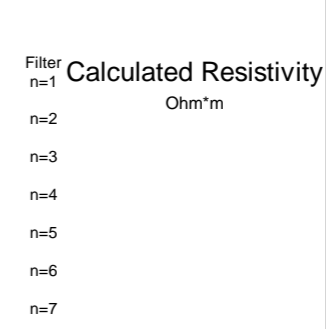 Filter
n=1
Calculated Resistivity
Ohm*m
n=2
n=3
n=4
n=5
n=6
n=7